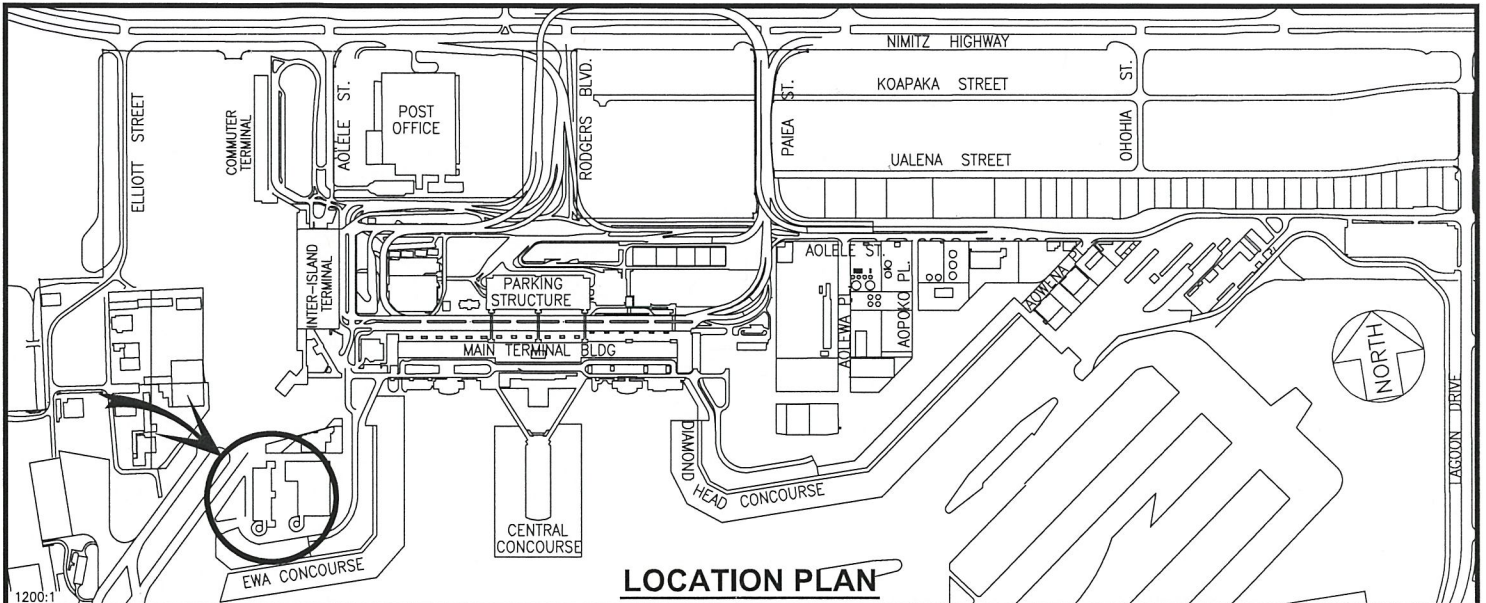 NIMITZ HIGHWAY
KOAPAKA STREET
UALENA STREET
ELLIOTT STREET
COMMUTER
TERMINAL
AOLELE ST.
POST
OFFICE
RODGERS BLVD.
PAIEA ST.
OHOHIA ST.
INTER-ISLAND
TERMINAL
PARKING
STRUCTURE
MAIN TERMINAL BLDG
AOLELE ST.
AOLEWA PL.
AOPOKO PL.
AOWENA PL.
NORTH
LAGOON DRIVE
DIAMOND HEAD CONCOURSE
CENTRAL
CONCOURSE
EWA CONCOURSE
LOCATION PLAN
1200:1